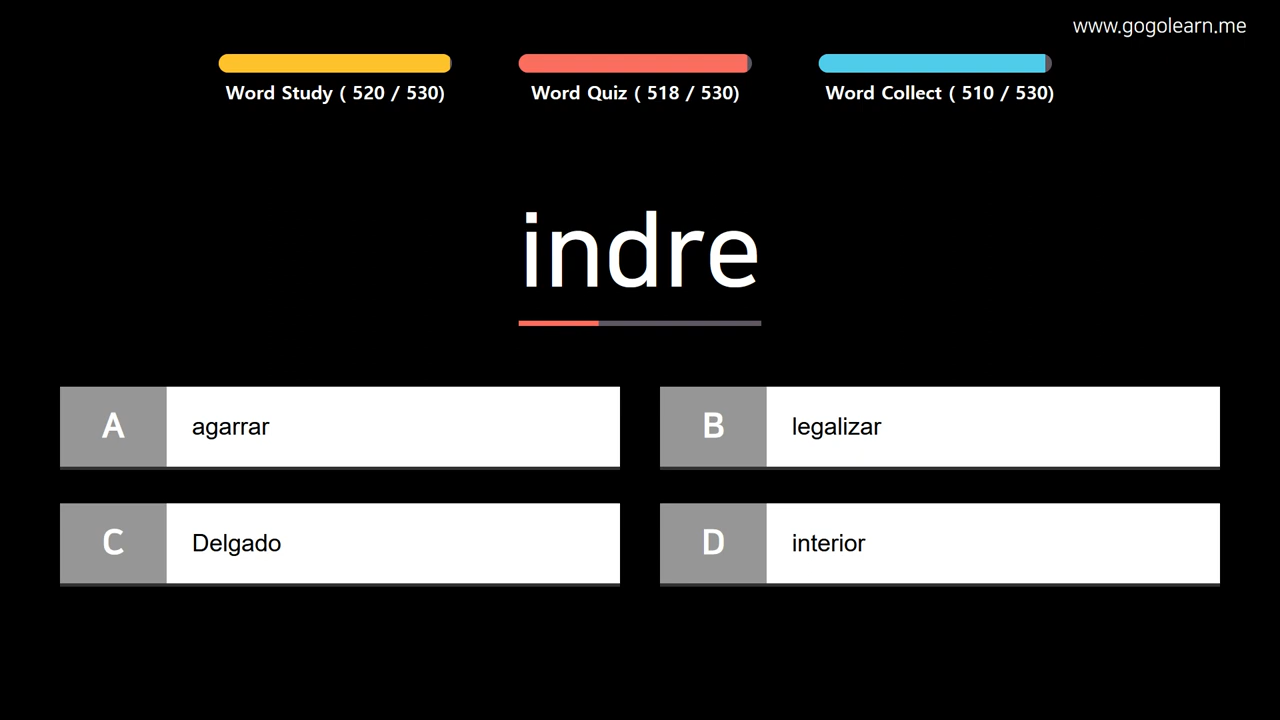 www.gogolearn.me
Word Study ( 520 / 530)
Word Quiz ( 518 / 530)
Word Collect ( 510 / 530)
indre
A agarrar
B legalizar
C Delgado
D interior